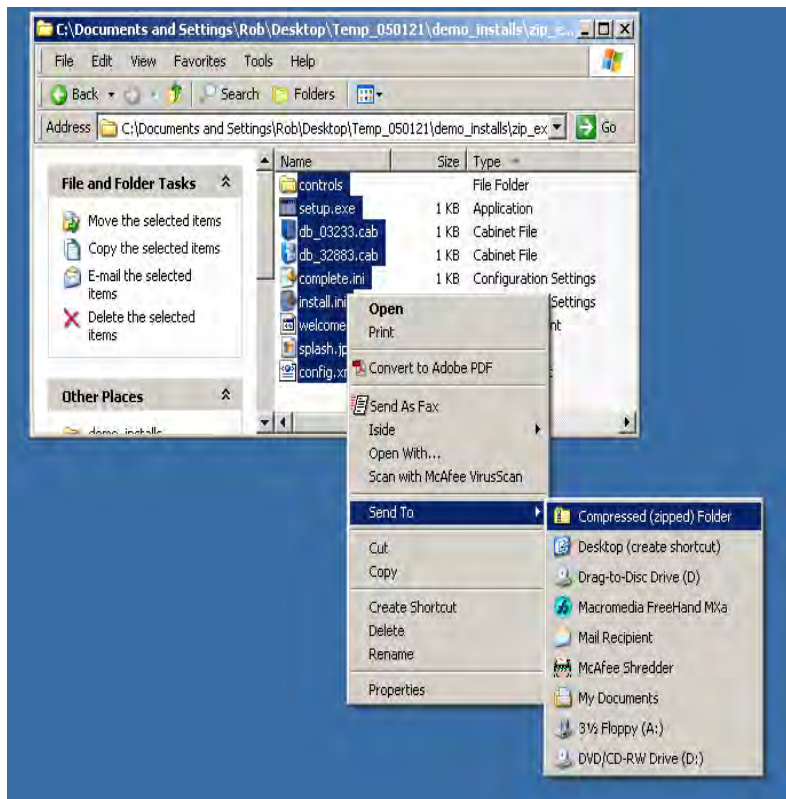 C:\Documents and Settings\Rob\Desktop\Temp_050121\demo_installs\zip_e...
File Edit View Favorites Tools Help
Back Search Folders
Address C:\Documents and Settings\Rob\Desktop\Temp_050121\demo_installs\zip_ex Go
File and Folder Tasks
Move the selected items
Copy the selected items
E-mail the selected
items
Delete the selected
items
Other Places
demo_installs
Name Size Type
controls File Folder
setup.exe 1 KB Application
db_03233.cab 1 KB Cabinet File
db_32883.cab 1 KB Cabinet File
complete.ini 1 KB Configuration Settings
install.ini Settings
welcome
splash.jp
config.x
Open
Print
Convert to Adobe PDF
Send As Fax
Iside
Open With...
Scan with McAfee VirusScan
Send To
Cut
Copy
Create Shortcut
Delete
Rename
Properties
Compressed (zipped) Folder
Desktop (create shortcut)
Drag-to-Disc Drive (D)
Macromedia FreeHand MXa
Mail Recipient
McAfee Shredder
My Documents
3½ Floppy (A:)
DVD/CD-RW Drive (D:)